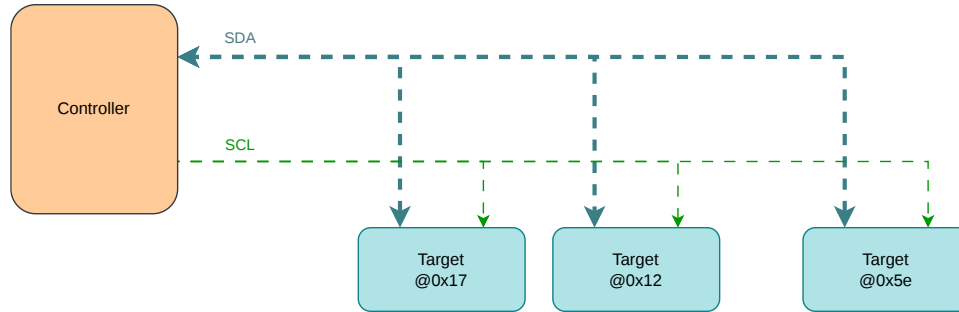 SDA
Controller
SCL
Target
@0x17
Target
@0x12
Target
@0x5e